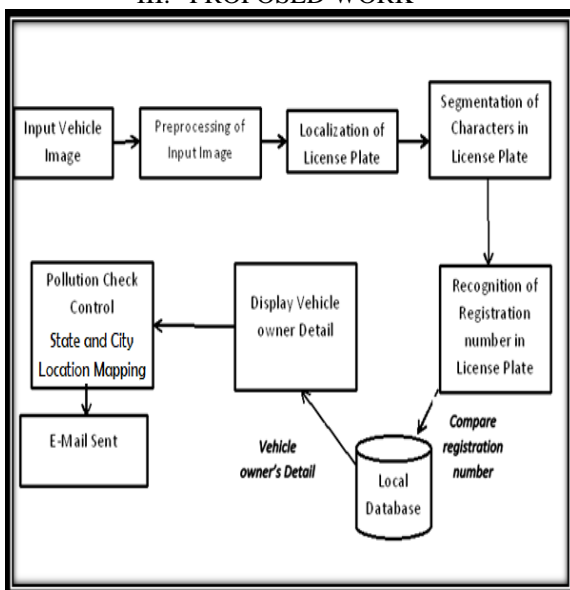 III. PROPOSED WORK
Input Vehicle
Image
Preprocessing of
Input Image
Localization of
License Plate
Segmentation of
Characters in
License Plate
Recognition of
Registration
number in
License Plate
Compare
registration
number
Local
Database
Vehicle
owner's Detail
Display Vehicle
owner Detail
Pollution Check
Control
State and City
Location Mapping
E-Mail Sent